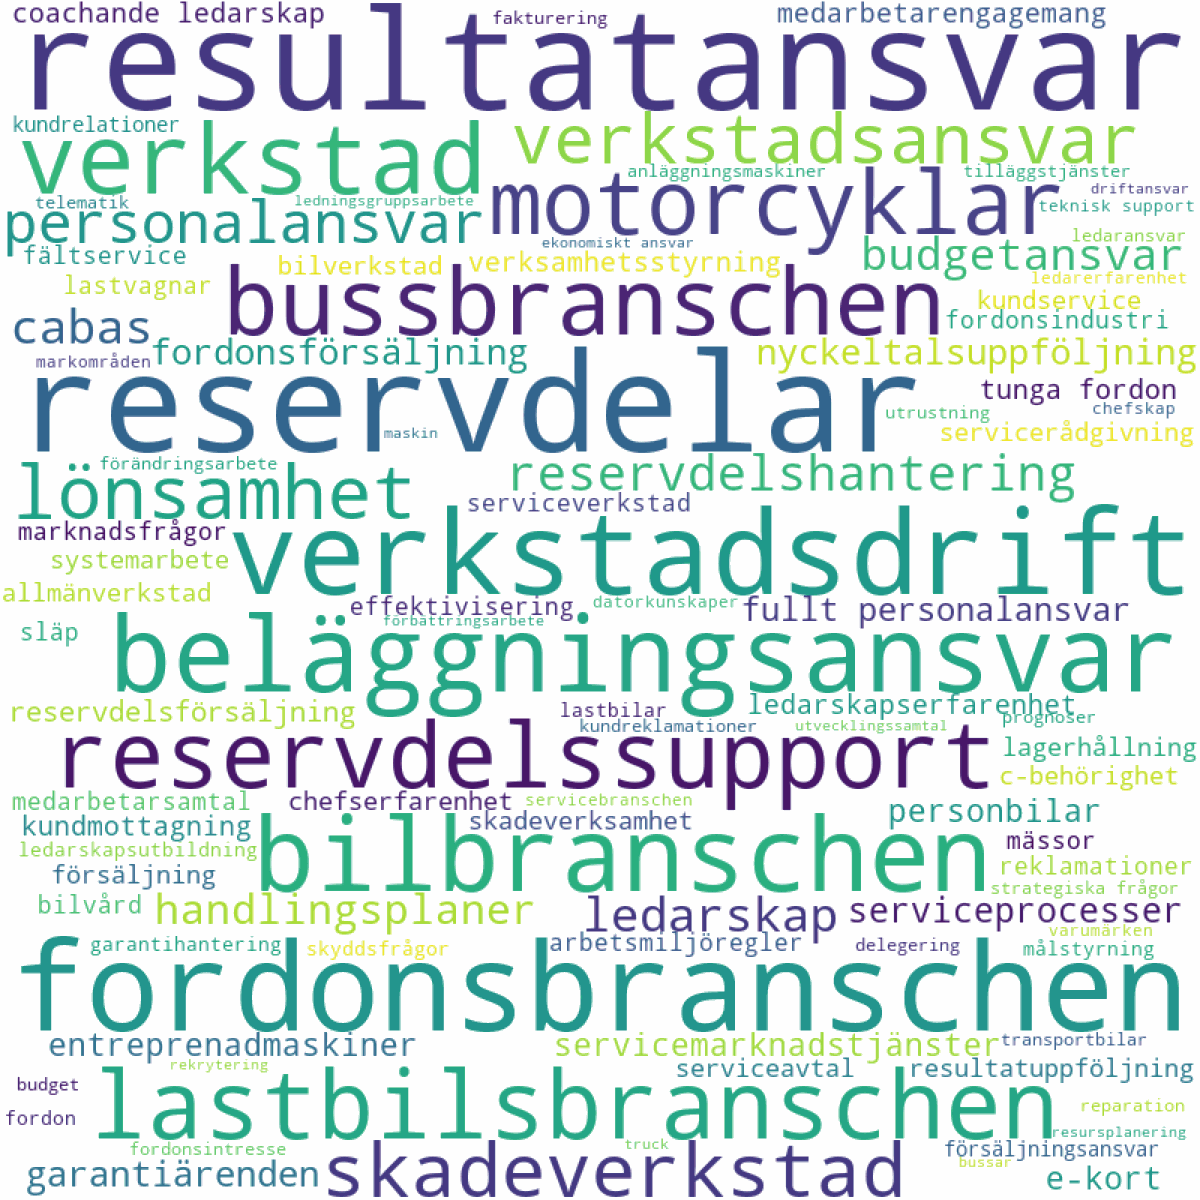 coachande ledarskap
fakturering
medarbetarengagemang
resultatansvar
kundrelationer
verkstad
verkstadsansvar
anläggningsmaskiner
tilläggstjänster
motorcyklar
driftansvar
telematik
ledningsgruppsarbete
teknisk support
personalansvar
ekonomiskt ansvar
ledaransvar
fältservice
budgetansvar
bilverkstad
verksamhetsstyrning
lastvagnar
ledarerfarenhet
bussbranschen
kundservice
cabas
fordonsindustri
markområden
fordonsförsäljning
nyckeltalsuppföljning
reservdelar
tunga fordon
utrustning
chefskap
maskin
servicerådgivning
förändringsarbete
lönsamhet
reservdelshantering
serviceverkstad
marknadsfrågor
verkstadsdrift
systemarbete
allmänverkstad
effektivisering
datorkunskaper
fullt personalansvar
släp
förbättringsarbete
beläggningsansvar
reservdelsförsäljning
lastbilar
ledarskapserfarenhet
kundreklamationer
utvecklingssamtal
prognoser
reservdelssupport
lagerhållning
c-behörighet
medarbetarsamtal
chefserfarenhet
servicebranschen
personbilar
kundmottagning
skadeverksamhet
bilbranschen
mässor
ledarskapsutbildning
reklamationer
försäljning
strategiska frågor
bilvård
handlingsplaner
ledarskap
serviceprocesser
garantihantering
skyddsfrågor
arbetsmiljöregler
delegering
varumärken
målstyrning
fordonsbranschen
entreprenadmaskiner
servicemarknadstjänster
transportbilar
rekrytering
serviceavtal
resultatuppföljning
budget
lastbilsbranschen
reparation
fordon
resursplanering
fordonsintresse
truck
försäljningsansvar
garantiärenden
skadeverkstad
bussar
e-kort